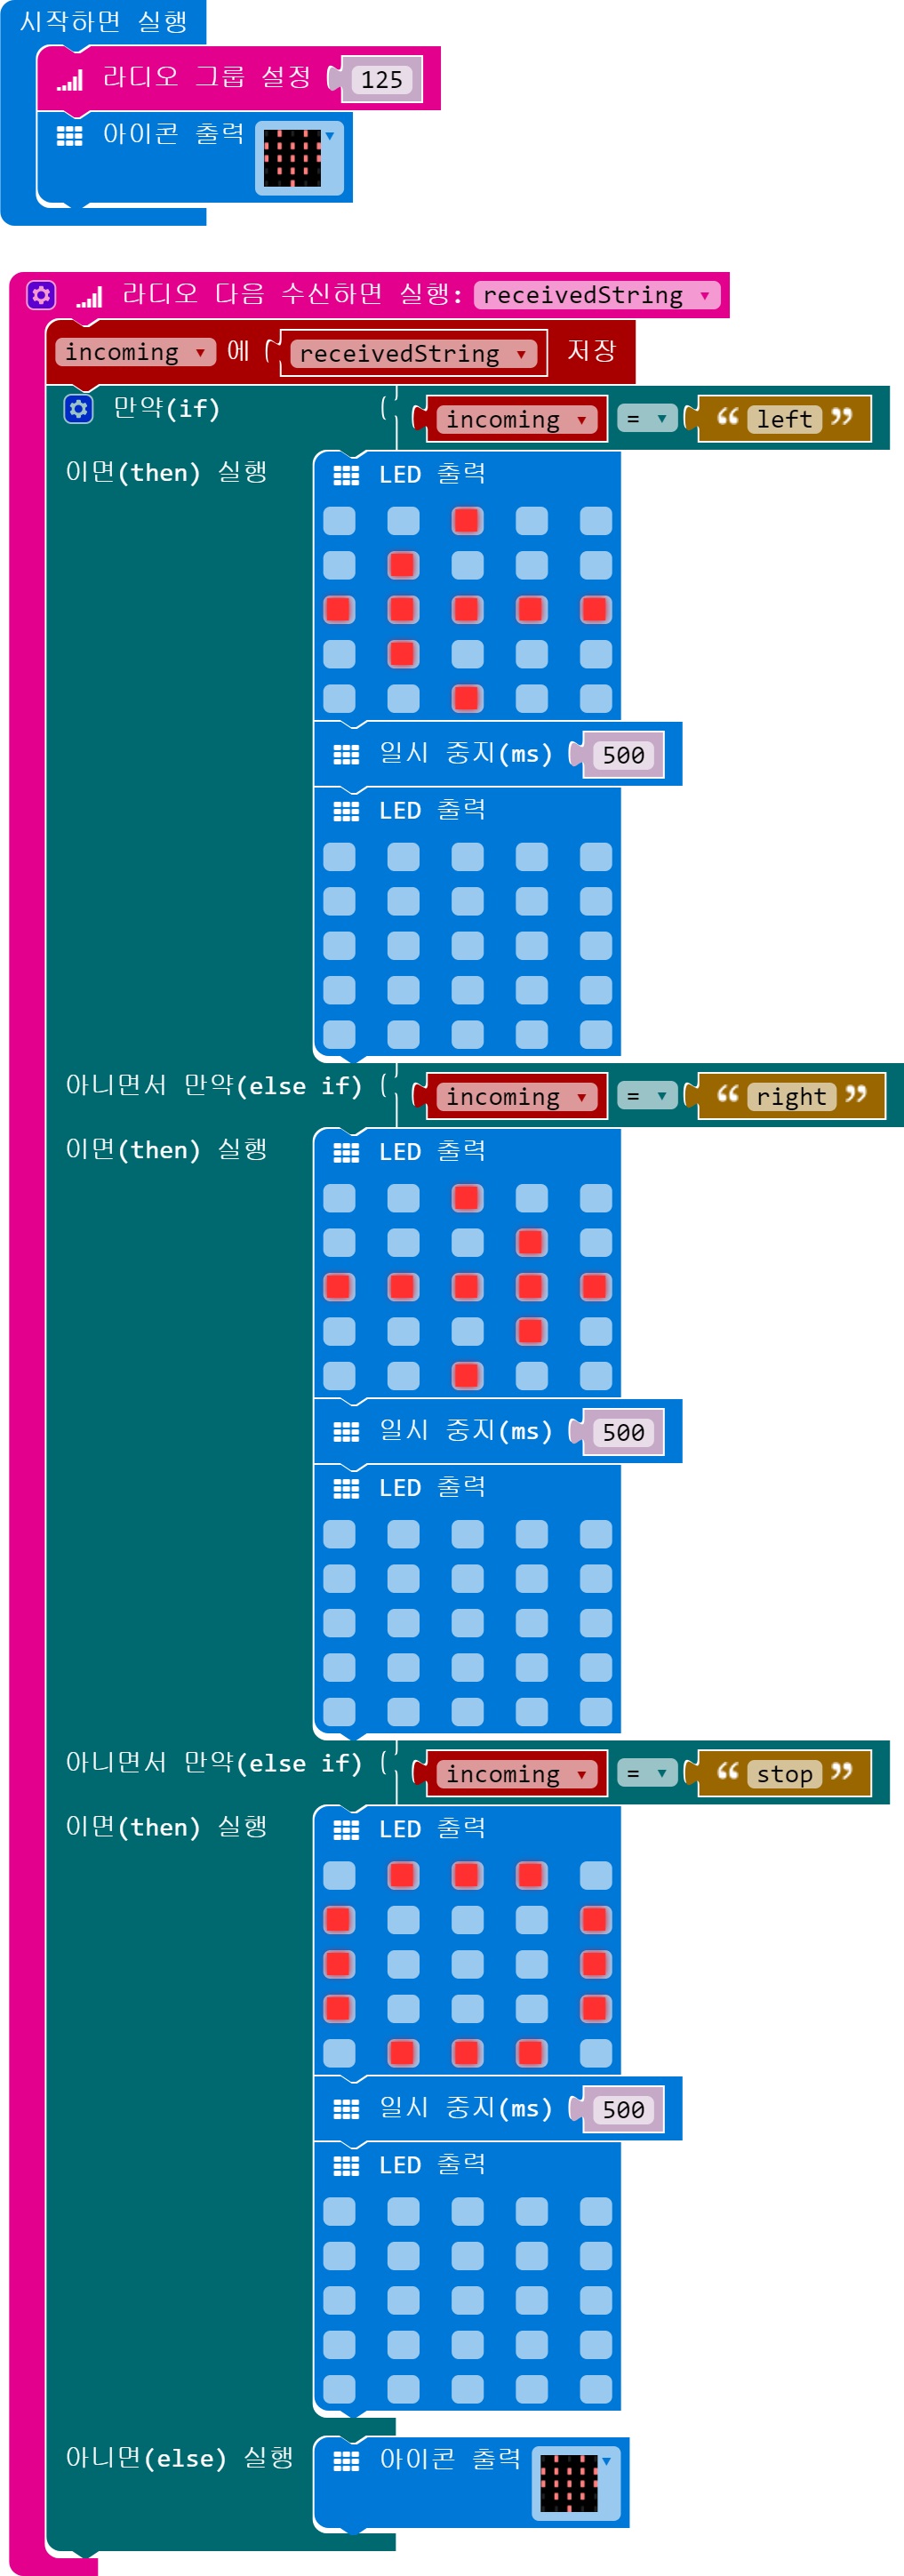 시작하면 실행
라디오 그룹 설정 125
아이콘 출력
라디오 다음 수신하면 실행: receivedString
incoming 에 receivedString 저장
만약(if) incoming = “ left ”
이면(then) 실행 LED 출력
일시 중지(ms) 500
LED 출력
아니면서 만약(else if) incoming = “ right ”
이면(then) 실행 LED 출력
일시 중지(ms) 500
LED 출력
아니면서 만약(else if) incoming = “ stop ”
이면(then) 실행 LED 출력
일시 중지(ms) 500
LED 출력
아니면(else) 실행 아이콘 출력